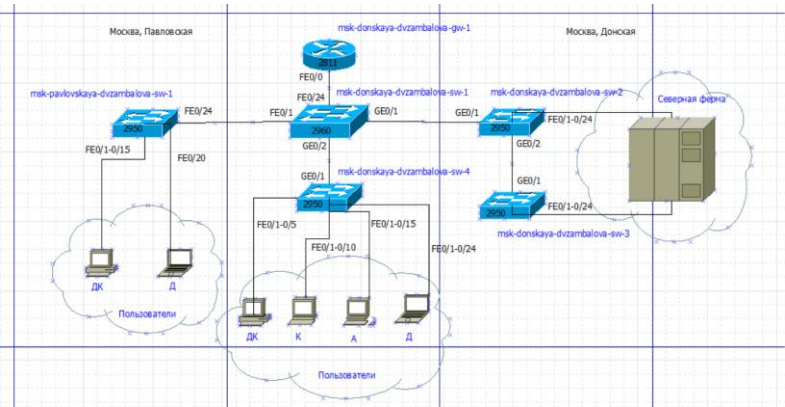 msk-donskaya-dvzambalova-gw-1
Москва, Павловская
Москва, Донская
2811
FE0/0
msk-pavlovskaya-dvzambalova-sw-1
FE0/24
msk-donskaya-dvzambalova-sw-1
msk-donskaya-dvzambalova-sw-2
Северная ферма
FE0/24
FE0/1
GE0/1
GE0/1
2950
2960
2950
FE0/1-0/24
FE0/1-0/15
FE0/20
GE0/2
GE0/2
GE0/1
msk-donskaya-dvzambalova-sw-4
GE0/1
2950
2950
FE0/1-0/24
FE0/1-0/5
FE0/1-0/15
msk-donskaya-dvzambalova-sw-3
FE0/1-0/10
FE0/1-0/24
ДК
Д
Пользователи
ДК
К
А
Д
Пользователи